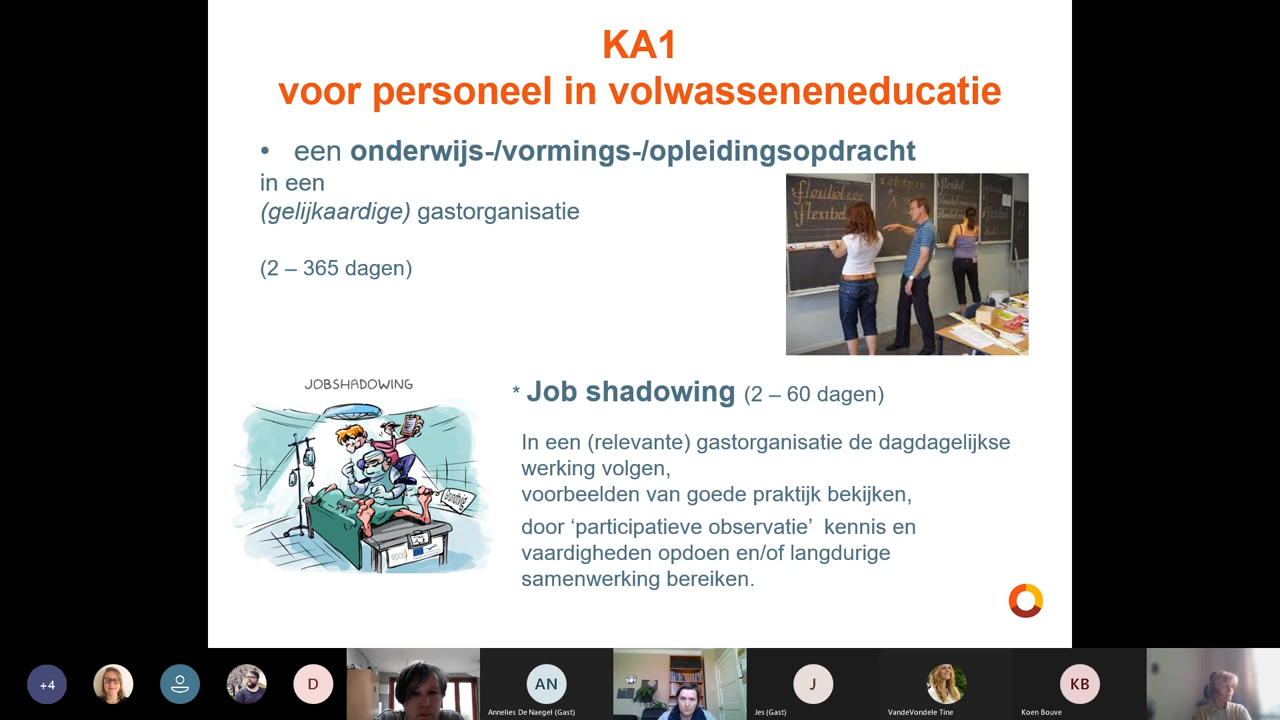 KA1
voor personeel in volwasseneneducatie
• een onderwijs-/vormings-/opleidingsopdracht
in een
(gelijkaardige) gastorganisatie
(2 – 365 dagen)
JOBSHADOWING
Grundtvig
* Job shadowing (2 – 60 dagen)
In een (relevante) gastorganisatie de dagdagelijkse
werking volgen,
voorbeelden van goede praktijk bekijken,
door ‘participatieve observatie’ kennis en
vaardigheden opdoen en/of langdurige
samenwerking bereiken.
+4
D
AN
Annelies De Naegel (Gast)
J
Jes (Gast)
VandeVondele Tine
KB
Koen Bouve